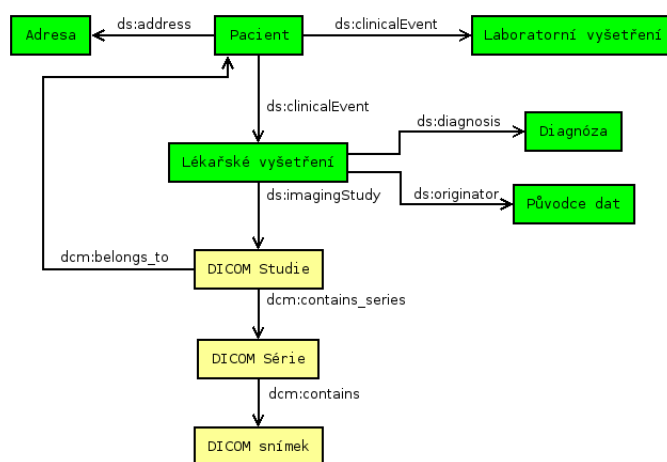 ds:address
ds:clinicalEvent
Adresa
Pacient
Laboratorní vyšetření
ds:clinicalEvent
ds:diagnosis
Diagnóza
Lékařské vyšetření
ds:imagingStudy
ds:originator
Původce dat
dcm:belongs_to
DICOM Studie
dcm:contains_series
DICOM Série
dcm:contains
DICOM snímek